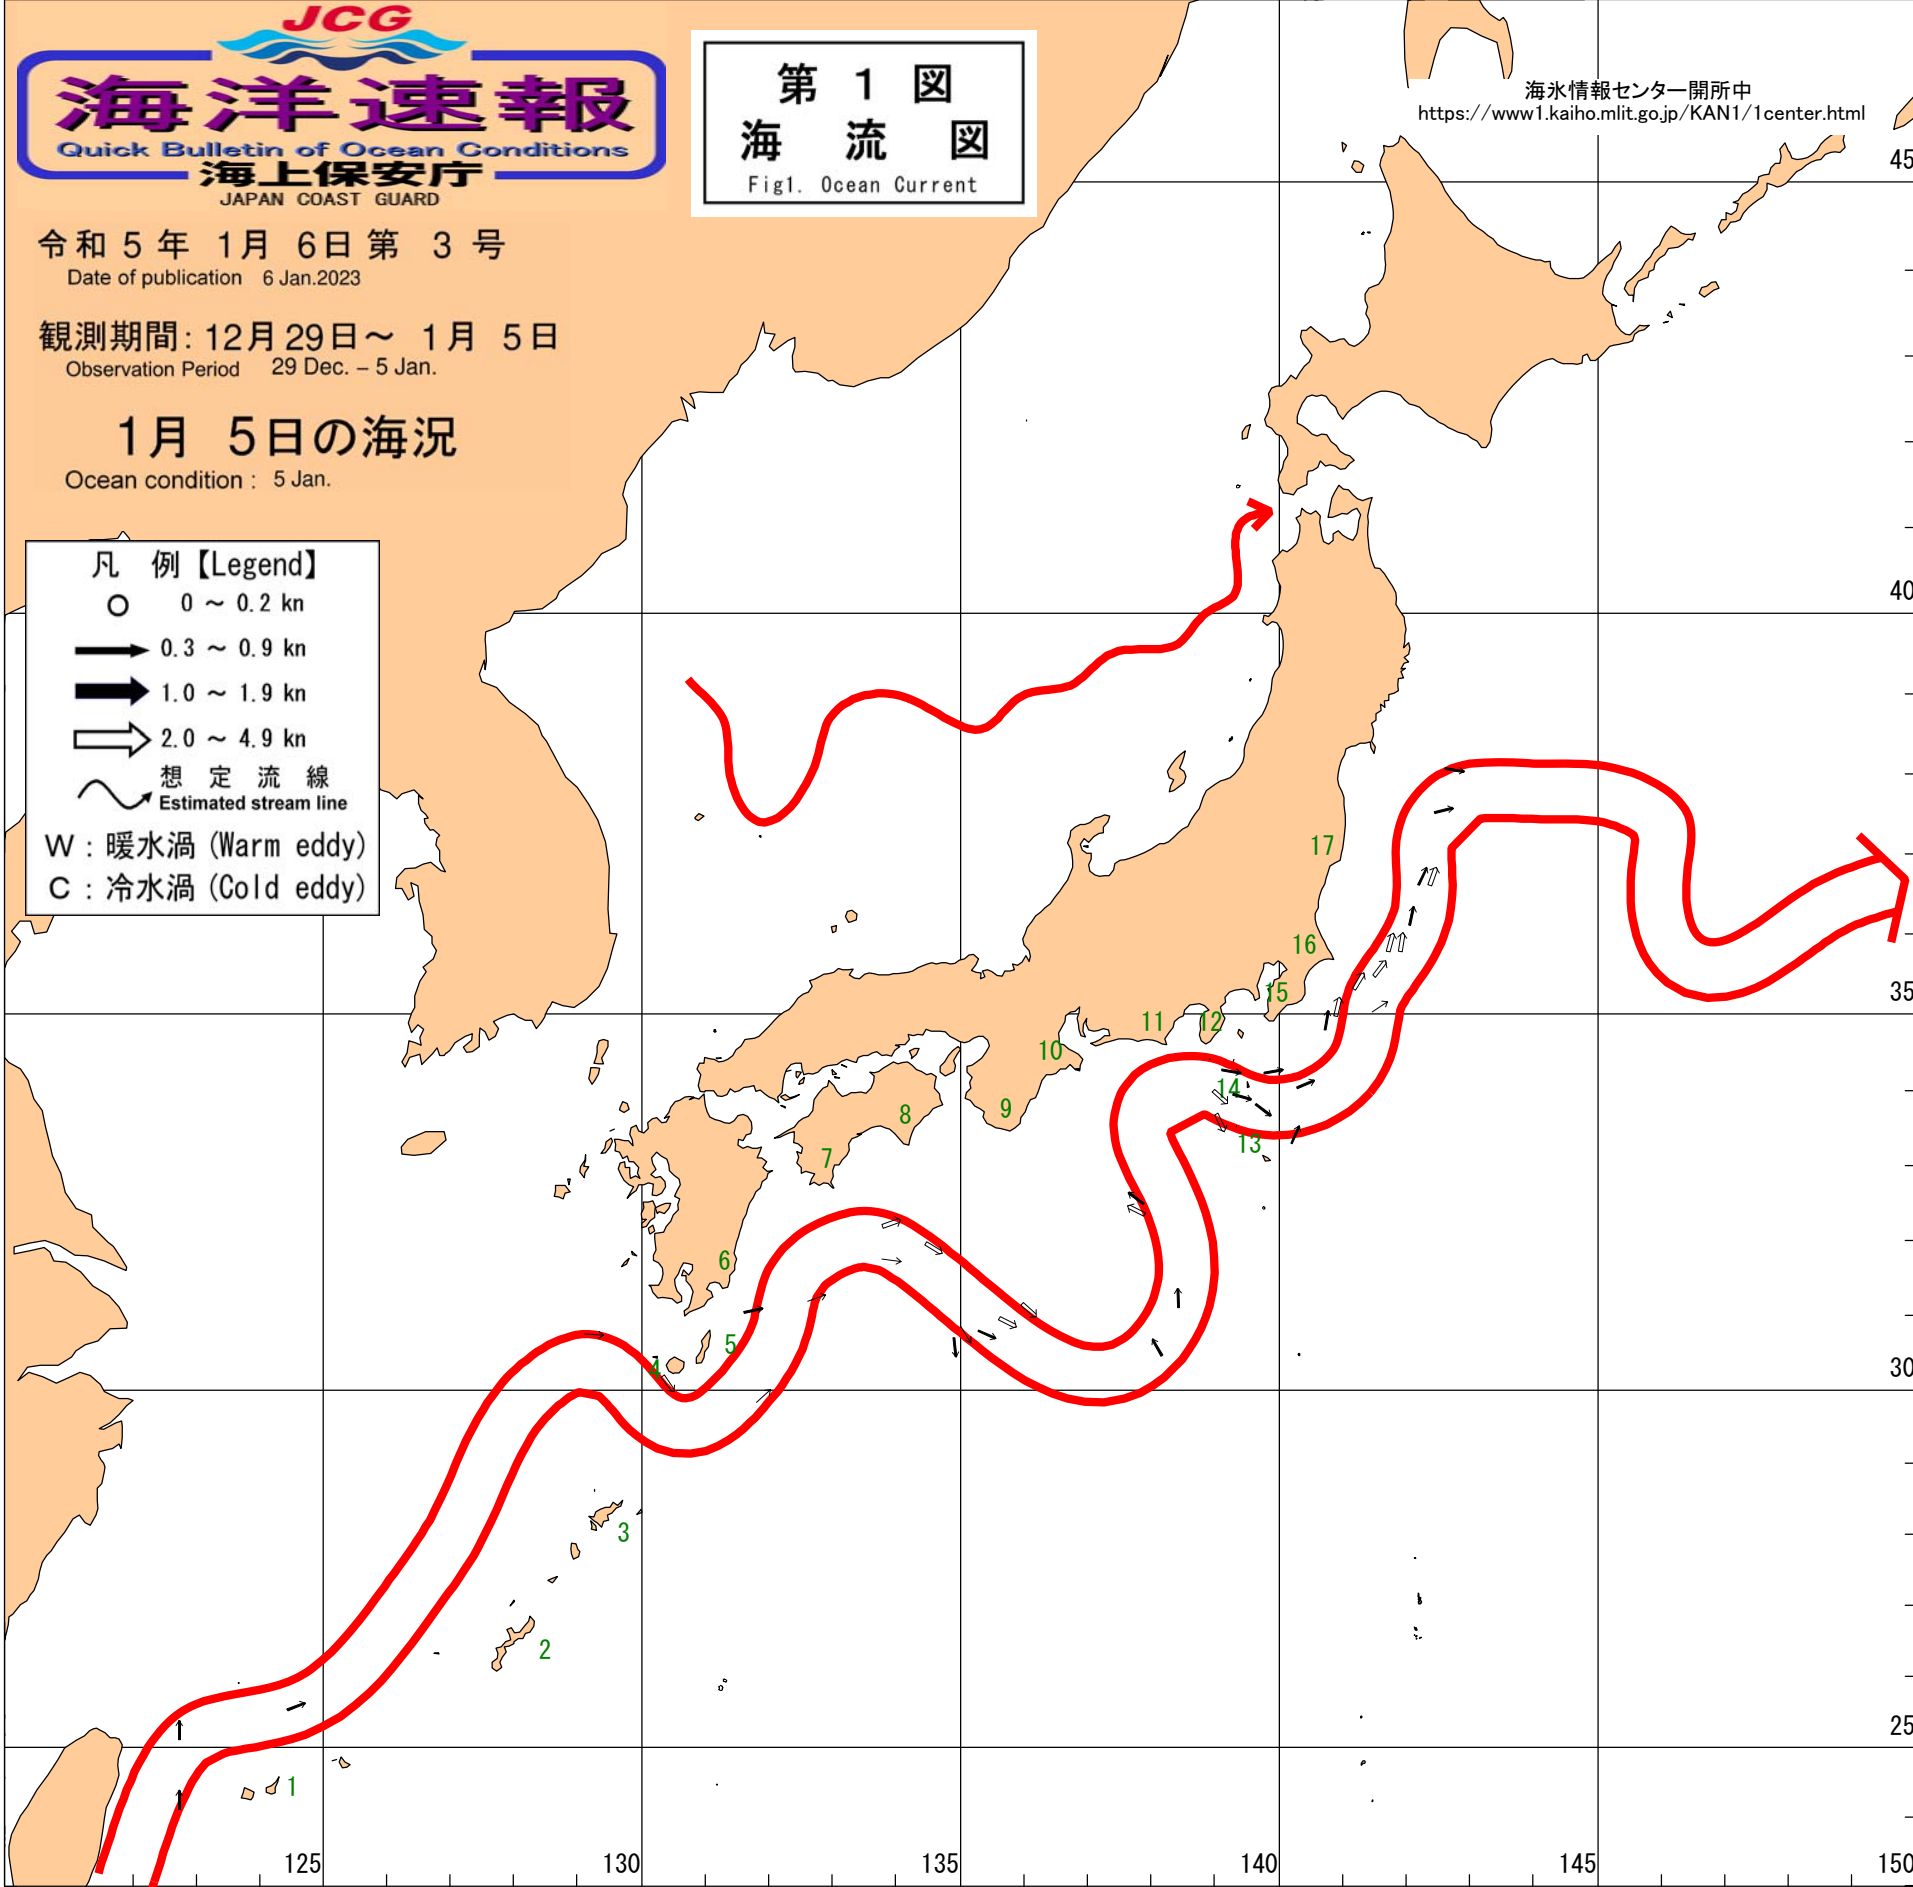 JCG
海洋速報
Quick Bulletin of Ocean Conditions
海上保安庁
JAPAN COAST GUARD
第 1 図
海 流 図
Fig1. Ocean Current
海氷情報センター開所中
https://www1.kaiho.mlit.go.jp/KAN1/1center.html
令和 5 年 1月 6日 第 3 号
Date of publication 6 Jan.2023
観測期間: 12月 29日～ 1月 5日
Observation Period 29 Dec. – 5 Jan.
1月 5日の海況
Ocean condition : 5 Jan.
凡 例【Legend】
0 ～ 0.2 kn
0.3 ～ 0.9 kn
1.0 ～ 1.9 kn
2.0 ～ 4.9 kn
想 定 流 線
Estimated stream line
W : 暖水渦 (Warm eddy)
C : 冷水渦 (Cold eddy)
45
40
17
16
35
15
11
12
10
14
9
8
13
7
6
5
4
30
3
2
25
1
125
130
135
140
145
150